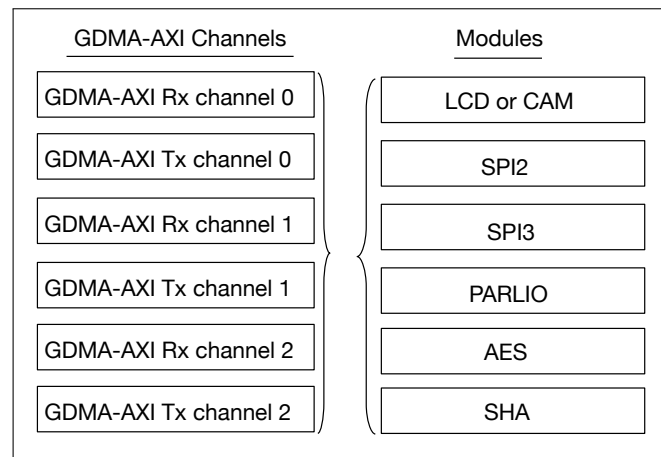 GDMA-AXI Channels
GDMA-AXI Rx channel 0
GDMA-AXI Tx channel 0
GDMA-AXI Rx channel 1
GDMA-AXI Tx channel 1
GDMA-AXI Rx channel 2
GDMA-AXI Tx channel 2
Modules
LCD or CAM
SPI2
SPI3
PARLIO
AES
SHA